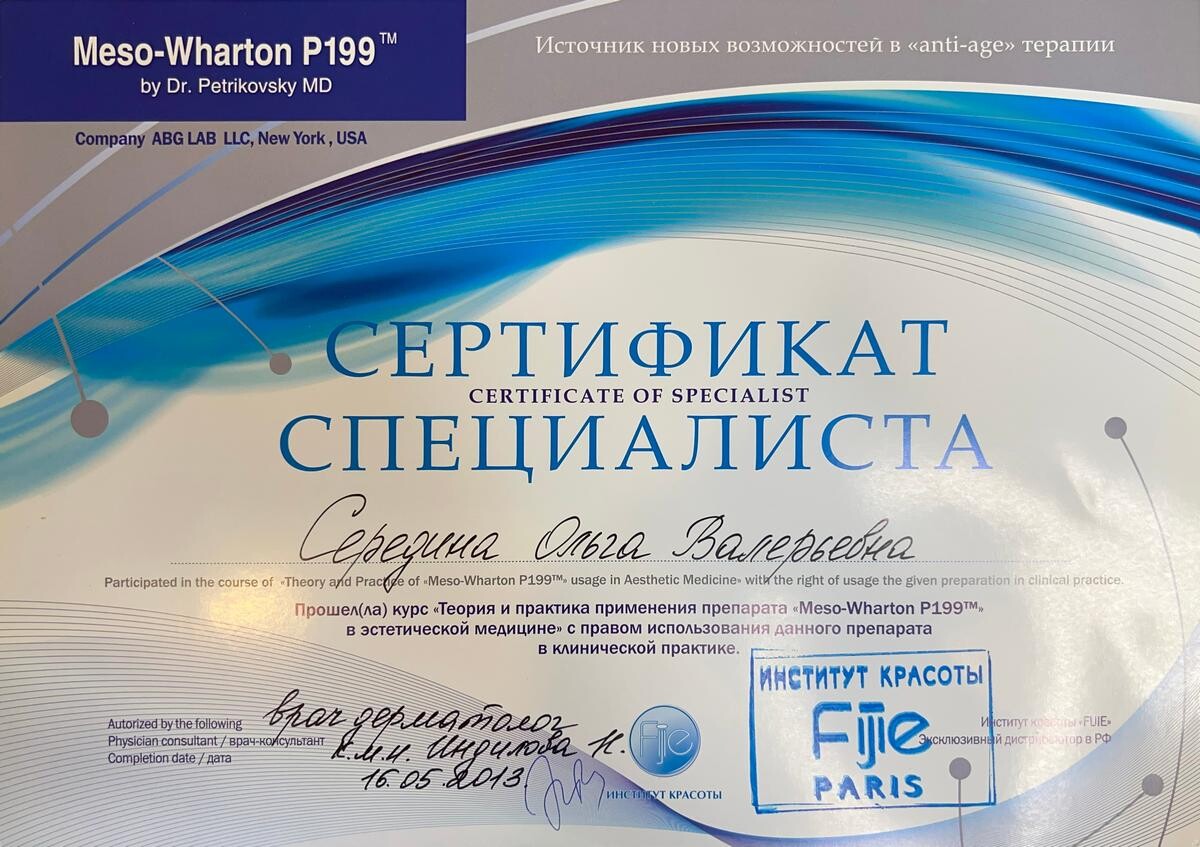 Meso-Wharton P199™
by Dr. Petrikovsky MD
Company ABG LAB LLC, New York , USA
Источник новых возможностей в «anti-age» терапии
СЕРТИФИКАТ
CERTIFICATE OF SPECIALIST
СПЕЦИАЛИСТА
Середина Ольга Валерьевна
Participated in the course of «Theory and Practice of «Meso-Wharton P199™» usage in Aesthetic Medicine» with the right of usage the given preparation in clinical practice.
Прошел(ла) курс «Теория и практика применения препарата «Meso-Wharton P199™»
в эстетической медицине» с правом использования данного препарата
в клинической практике.
Autorized by the following
Physician consultant / врач-консультант
Completion date / дата
врач дерматолог
Индилова Н.
16.05.2013
Fijie
ИНСТИТУТ КРАСОТЫ
ИНСТИТУТ КРАСОТЫ
Fijie
PARIS
Институт красоты «FIJIE»
Эксклюзивный дистрибьютор в РФ